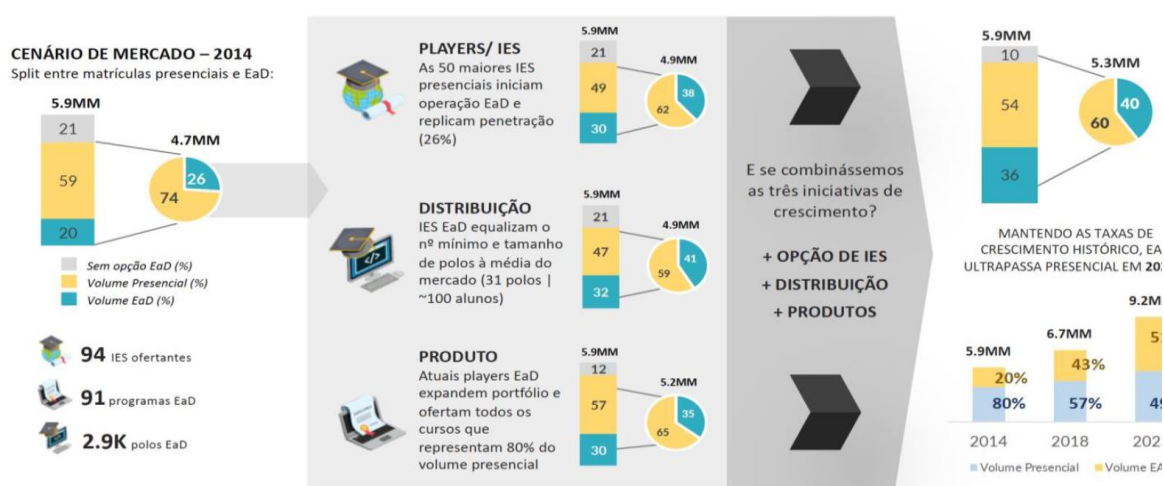 CENÁRIO DE MERCADO – 2014
Split entre matrículas presenciais e EaD:
5.9MM
21
59
20
4.7MM
26
74
Sem opção EaD (%)
Volume Presencial (%)
Volume EaD (%)
94 IES ofertantes
91 programas EaD
2.9K polos EaD
PLAYERS/ IES
As 50 maiores IES
presenciais iniciam
operação EaD e
replicam penetração
(26%)
5.9MM
21
49
30
4.9MM
38
62
DISTRIBUIÇÃO
IES EaD equalizam o
nº mínimo e tamanho
de polos à média do
mercado (31 polos |
~100 alunos)
5.9MM
21
47
32
4.9MM
41
59
PRODUTO
Atuais players EaD
expandem portfólio e
ofertam todos os
cursos que
representam 80% do
volume presencial
5.9MM
12
57
30
5.2MM
35
65
E se combinássemos
as três iniciativas de
crescimento?
+ OPÇÃO DE IES
+ DISTRIBUIÇÃO
+ PRODUTOS
5.9MM
10
54
36
5.3MM
40
60
MANTENDO AS TAXAS DE
CRESCIMENTO HISTÓRICO, EA
ULTRAPASSA PRESENCIAL EM
5.9MM
20%
80%
6.7MM
43%
57%
9.2M
49
2014
2018
Volume Presencial
Volume EA